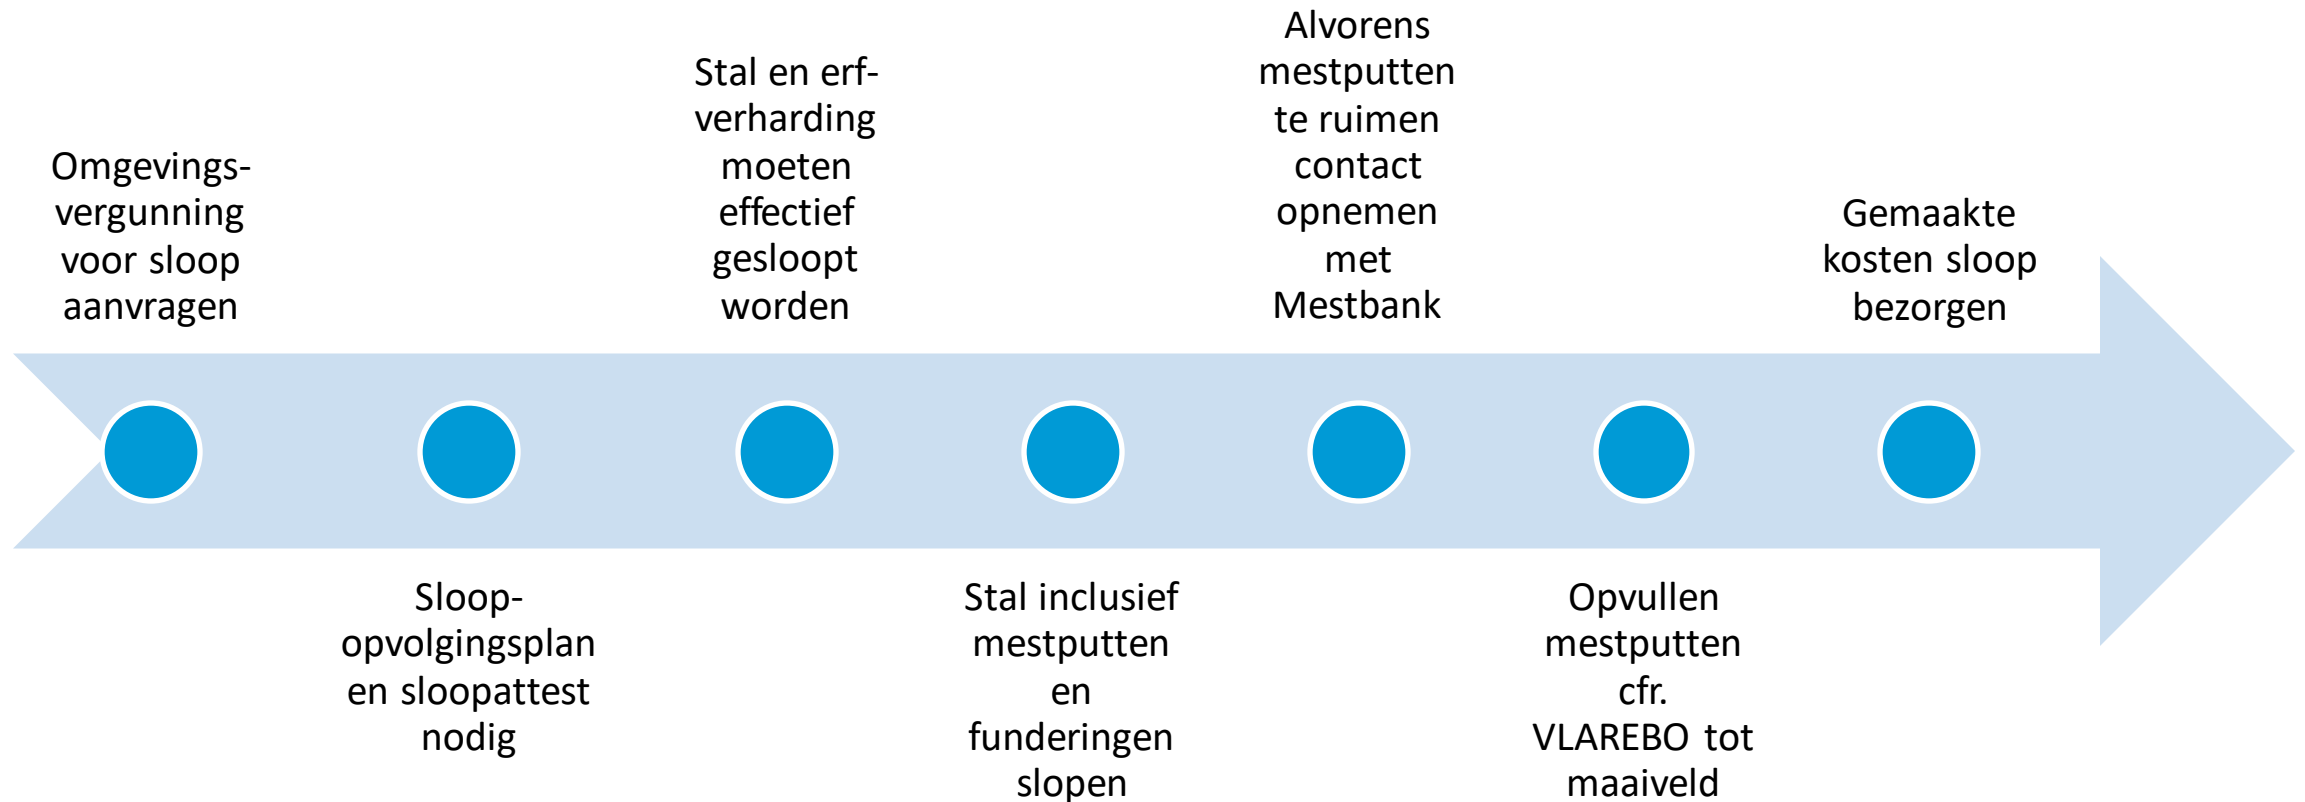 Omgevings-
vergunning
voor sloop
aanvragen
Sloop-
opvolgingsplan
en sloopattest
nodig
Stal en erf-
verharding
moeten
effectief
gesloopt
worden
Stal inclusief
mestputten
en
funderingen
slopen
Alvorens
mestputten
te ruimen
contact
opnemen
met
Mestbank
Opvullen
mestputten
cfr.
VLAREBO tot
maaiveld
Gemaakte
kosten sloop
bezorgen